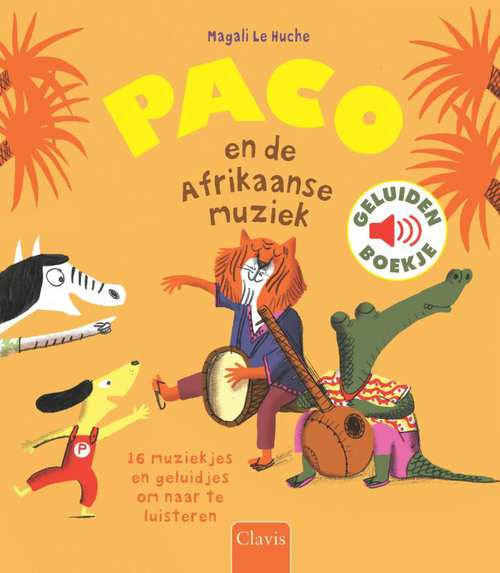 Magali Le Huche
PACO
en de
Afrikaanse
muziek
GELUIDEN
BOEKJE
P
16 muziekjes
en geluidjes
om naar te
luisteren
Clavis